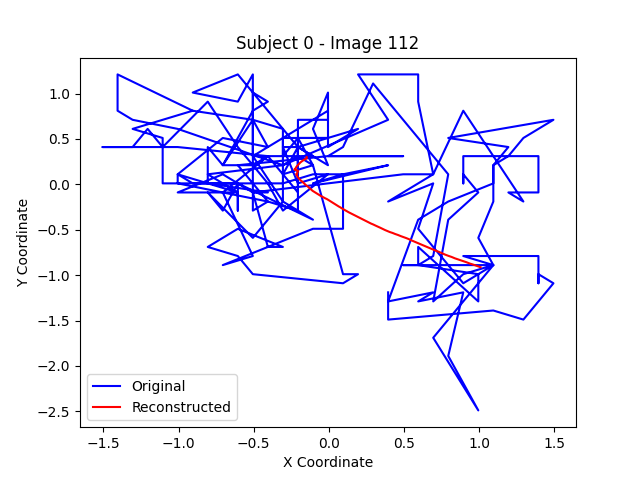 Subject 0 - Image 112
Y Coordinate
1.0
0.5
0.0
−0.5
−1.0
−1.5
−2.0
−2.5
Original
Reconstructed
−1.5 −1.0 −0.5 0.0 0.5 1.0 1.5
X Coordinate